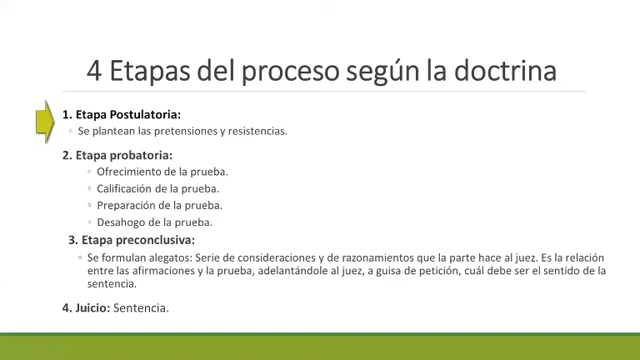 4 Etapas del proceso según la doctrina
1. Etapa Postulatoria:
▫ Se plantean las pretensiones y resistencias.
2. Etapa probatoria:
▫ Ofrecimiento de la prueba.
▫ Calificación de la prueba.
▫ Preparación de la prueba.
▫ Desahogo de la prueba.
3. Etapa preconclusiva:
▫ Se formulan alegatos: Serie de consideraciones y de razonamientos que la parte hace al juez. Es la relación
entre las afirmaciones y la prueba, adelantándole al juez, a guisa de petición, cuál debe ser el sentido de la
sentencia.
4. Juicio: Sentencia.